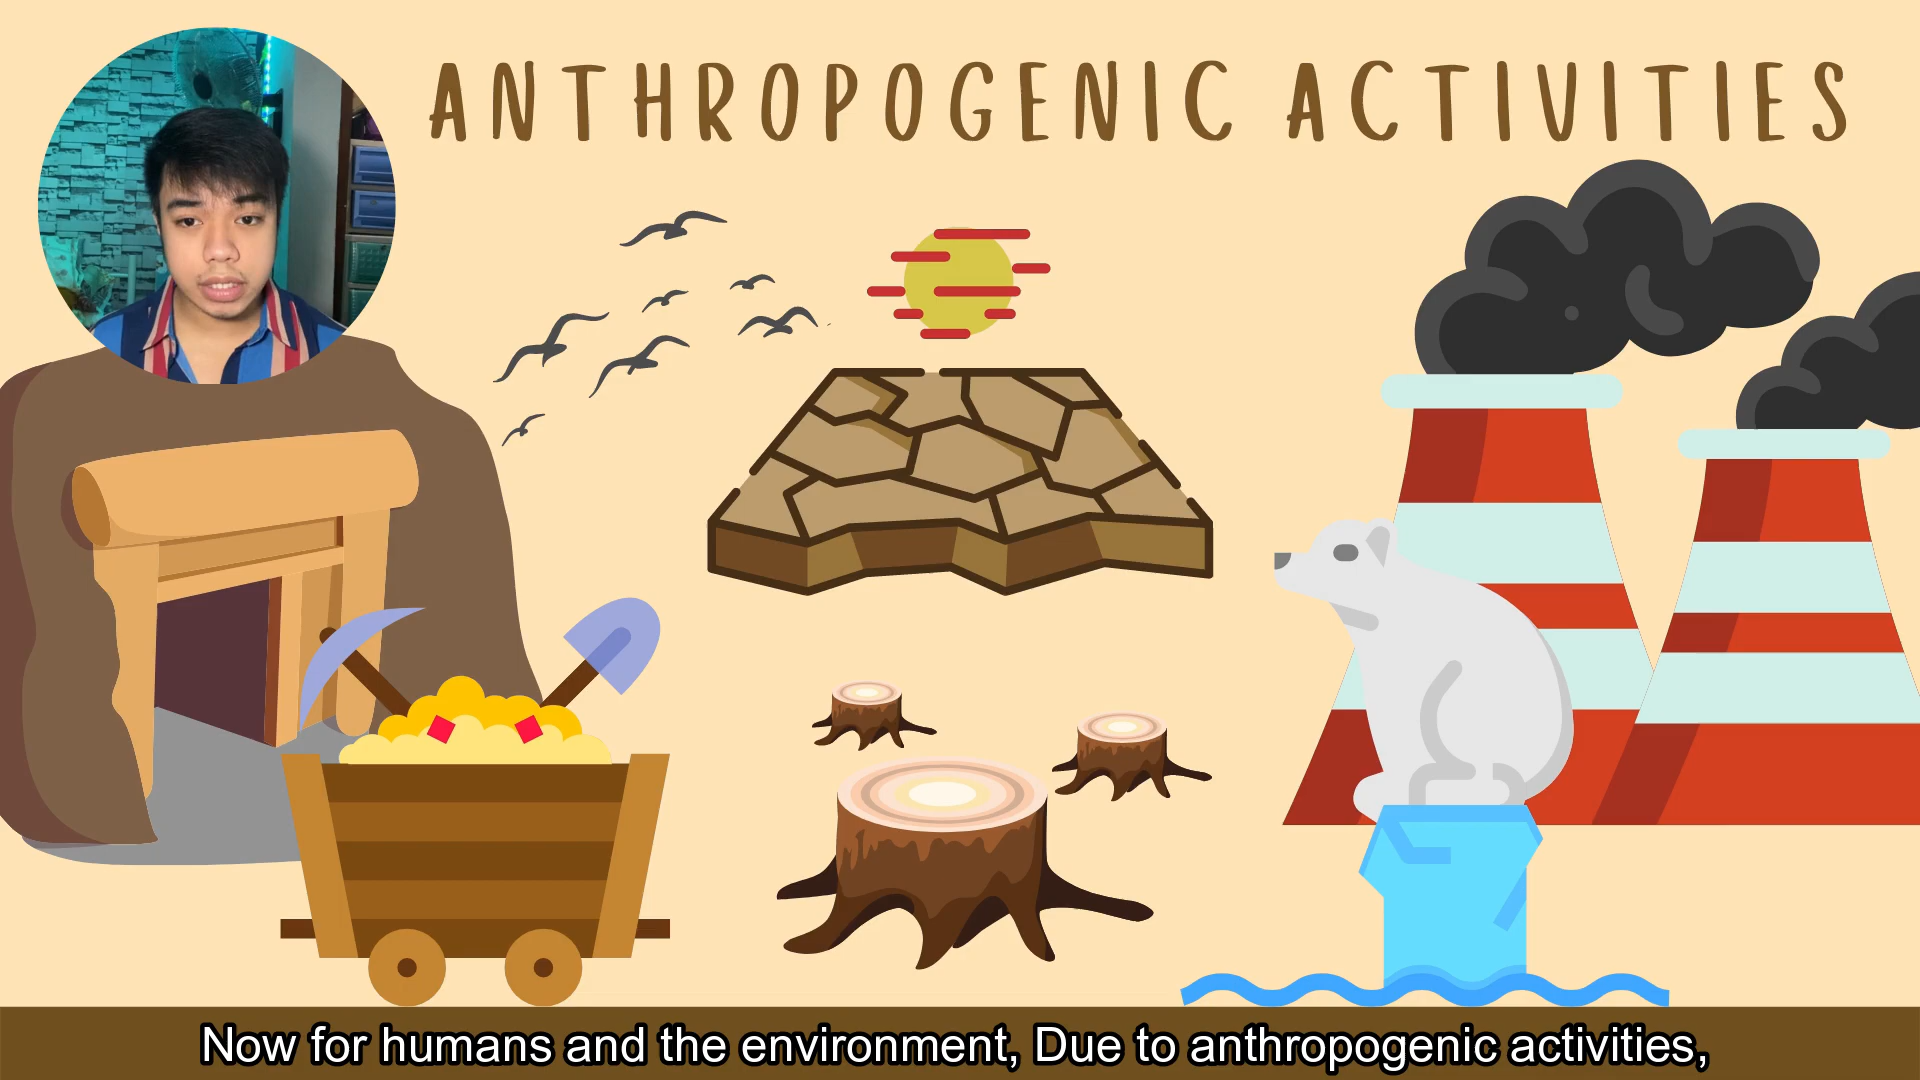 ANTHROPOGENIC ACTIVITIES
Now for humans and the environment, Due to anthropogenic activities,